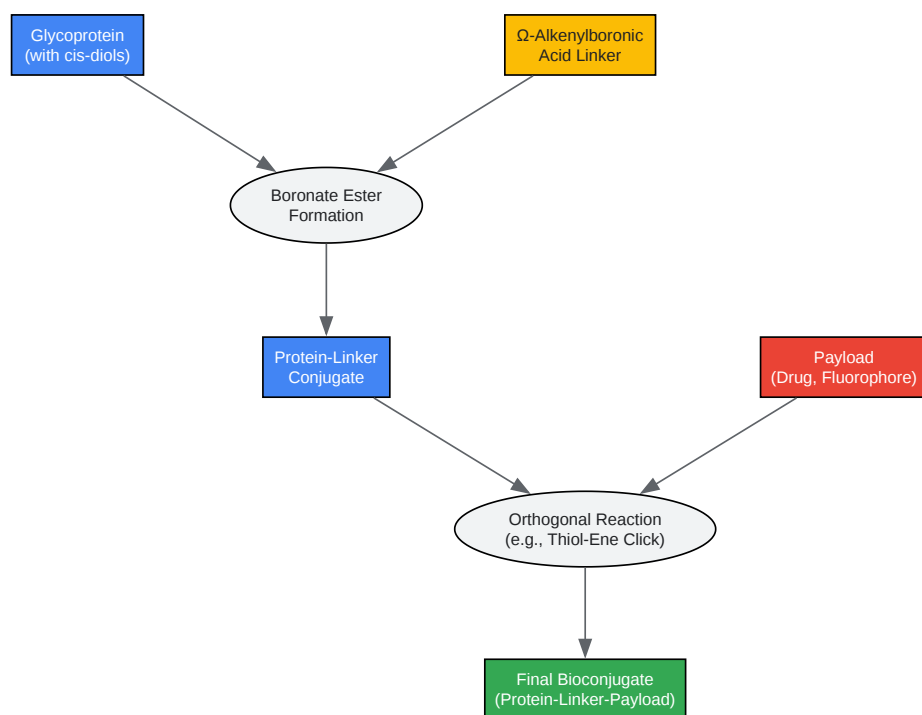 Glycoprotein
(with cis-diols)
Ω-Alkenylboronic
Acid Linker
Boronate Ester
Formation
Protein-Linker
Conjugate
Payload
(Drug, Fluorophore)
Orthogonal Reaction
(e.g., Thiol-Ene Click)
Final Bioconjugate
(Protein-Linker-Payload)